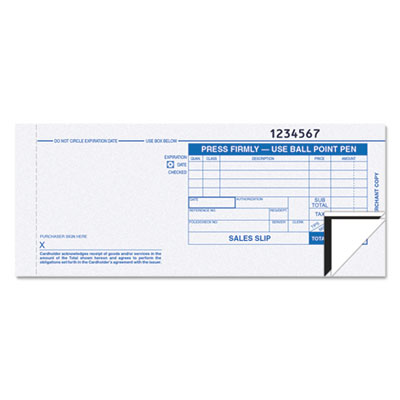 1234567
DO NOT CIRCLE EXPIRATION DATE
USE BOX BELOW
PRESS FIRMLY — USE BALL POINT PEN
QUAN. CLASS DESCRIPTION PRICE AMOUNT
EXPIRATION
DATE
CHECKED
DATE AUTHORIZATION SUB
TOTAL
REFERENCE NO. REG/DEPT. TAX
FOLIO/CHECK NO. SERVER CLERK
SALES SLIP TOTAL
MERCHANT COPY
PURCHASER SIGN HERE
X
Cardholder acknowledges receipt of goods and/or services in the
amount of the Total shown hereon and agrees to perform the
obligations set forth in the Cardholder's agreement with the issuer.